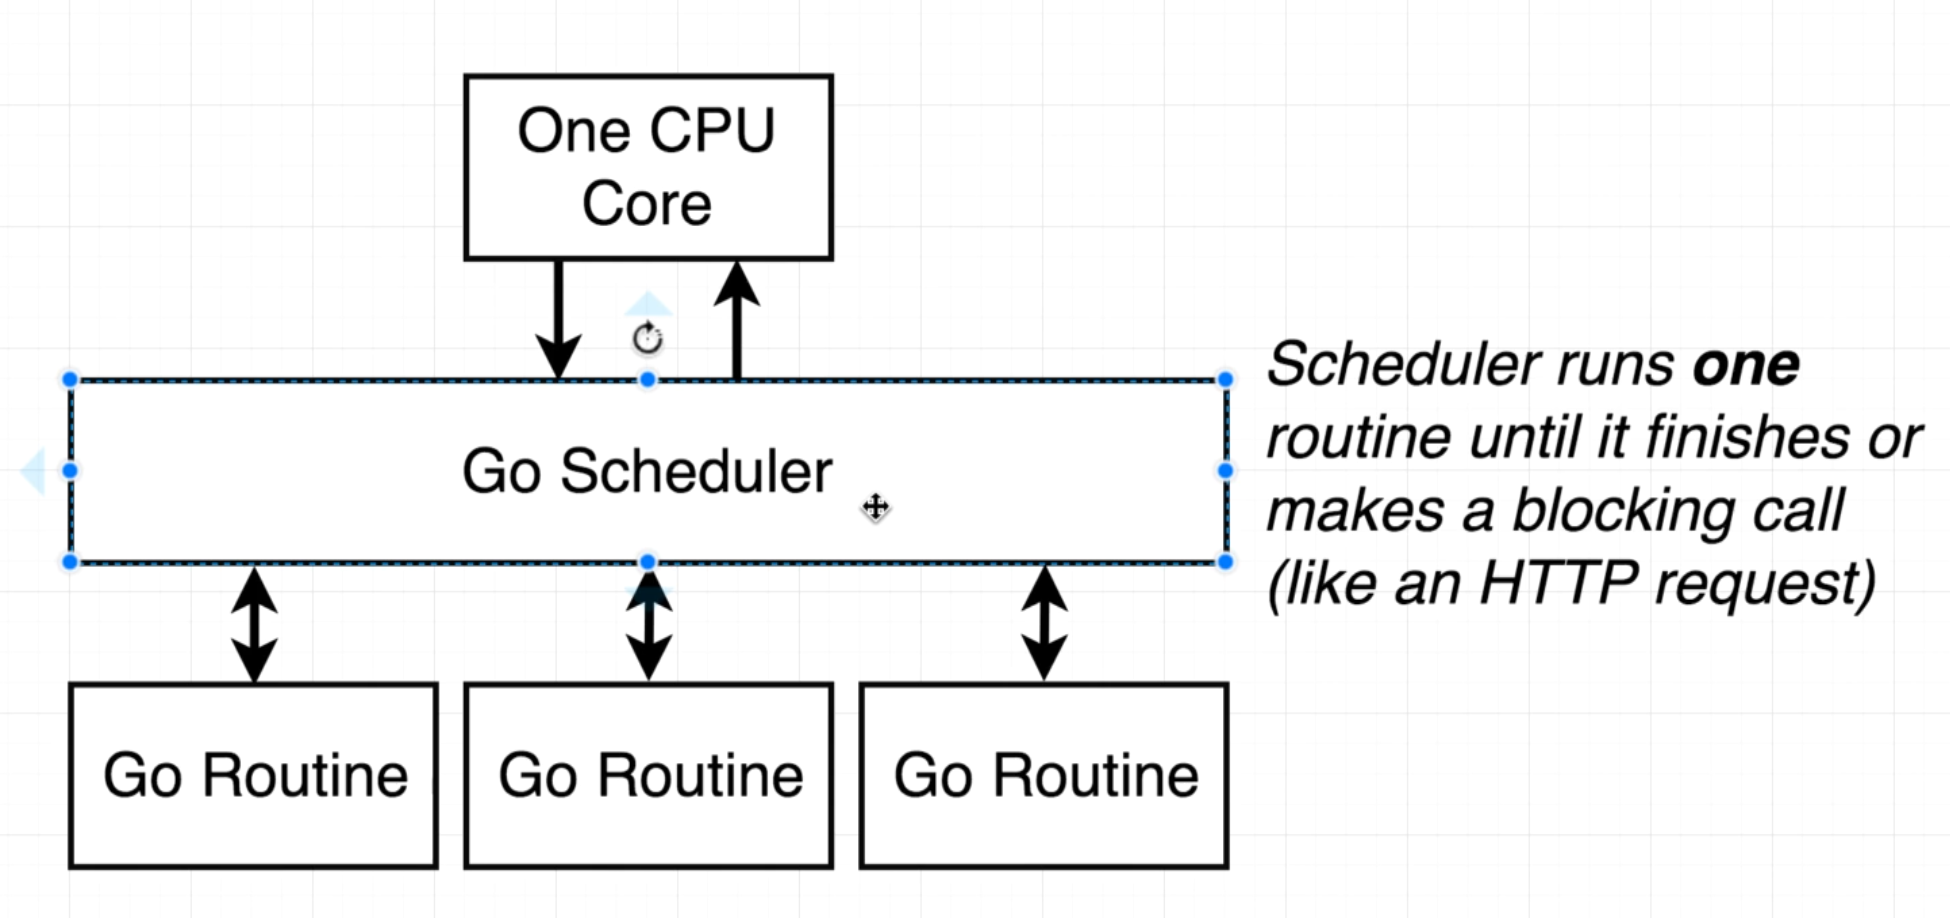 One CPU
Core
Go Scheduler
Scheduler runs one
routine until it finishes or
makes a blocking call
(like an HTTP request)
Go Routine
Go Routine
Go Routine